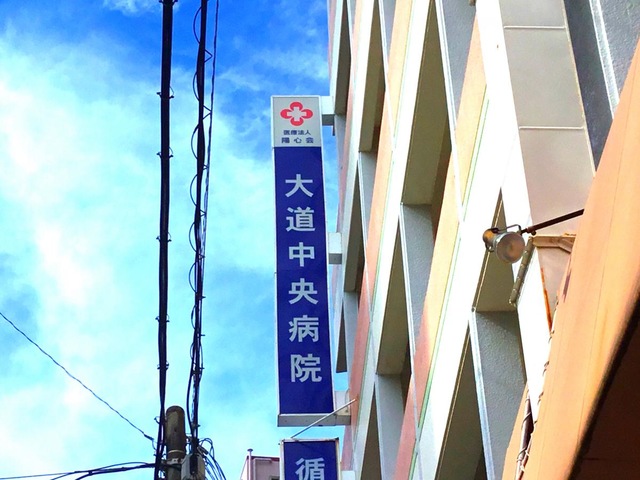 医療法人
陽心会
大道中央病院
循